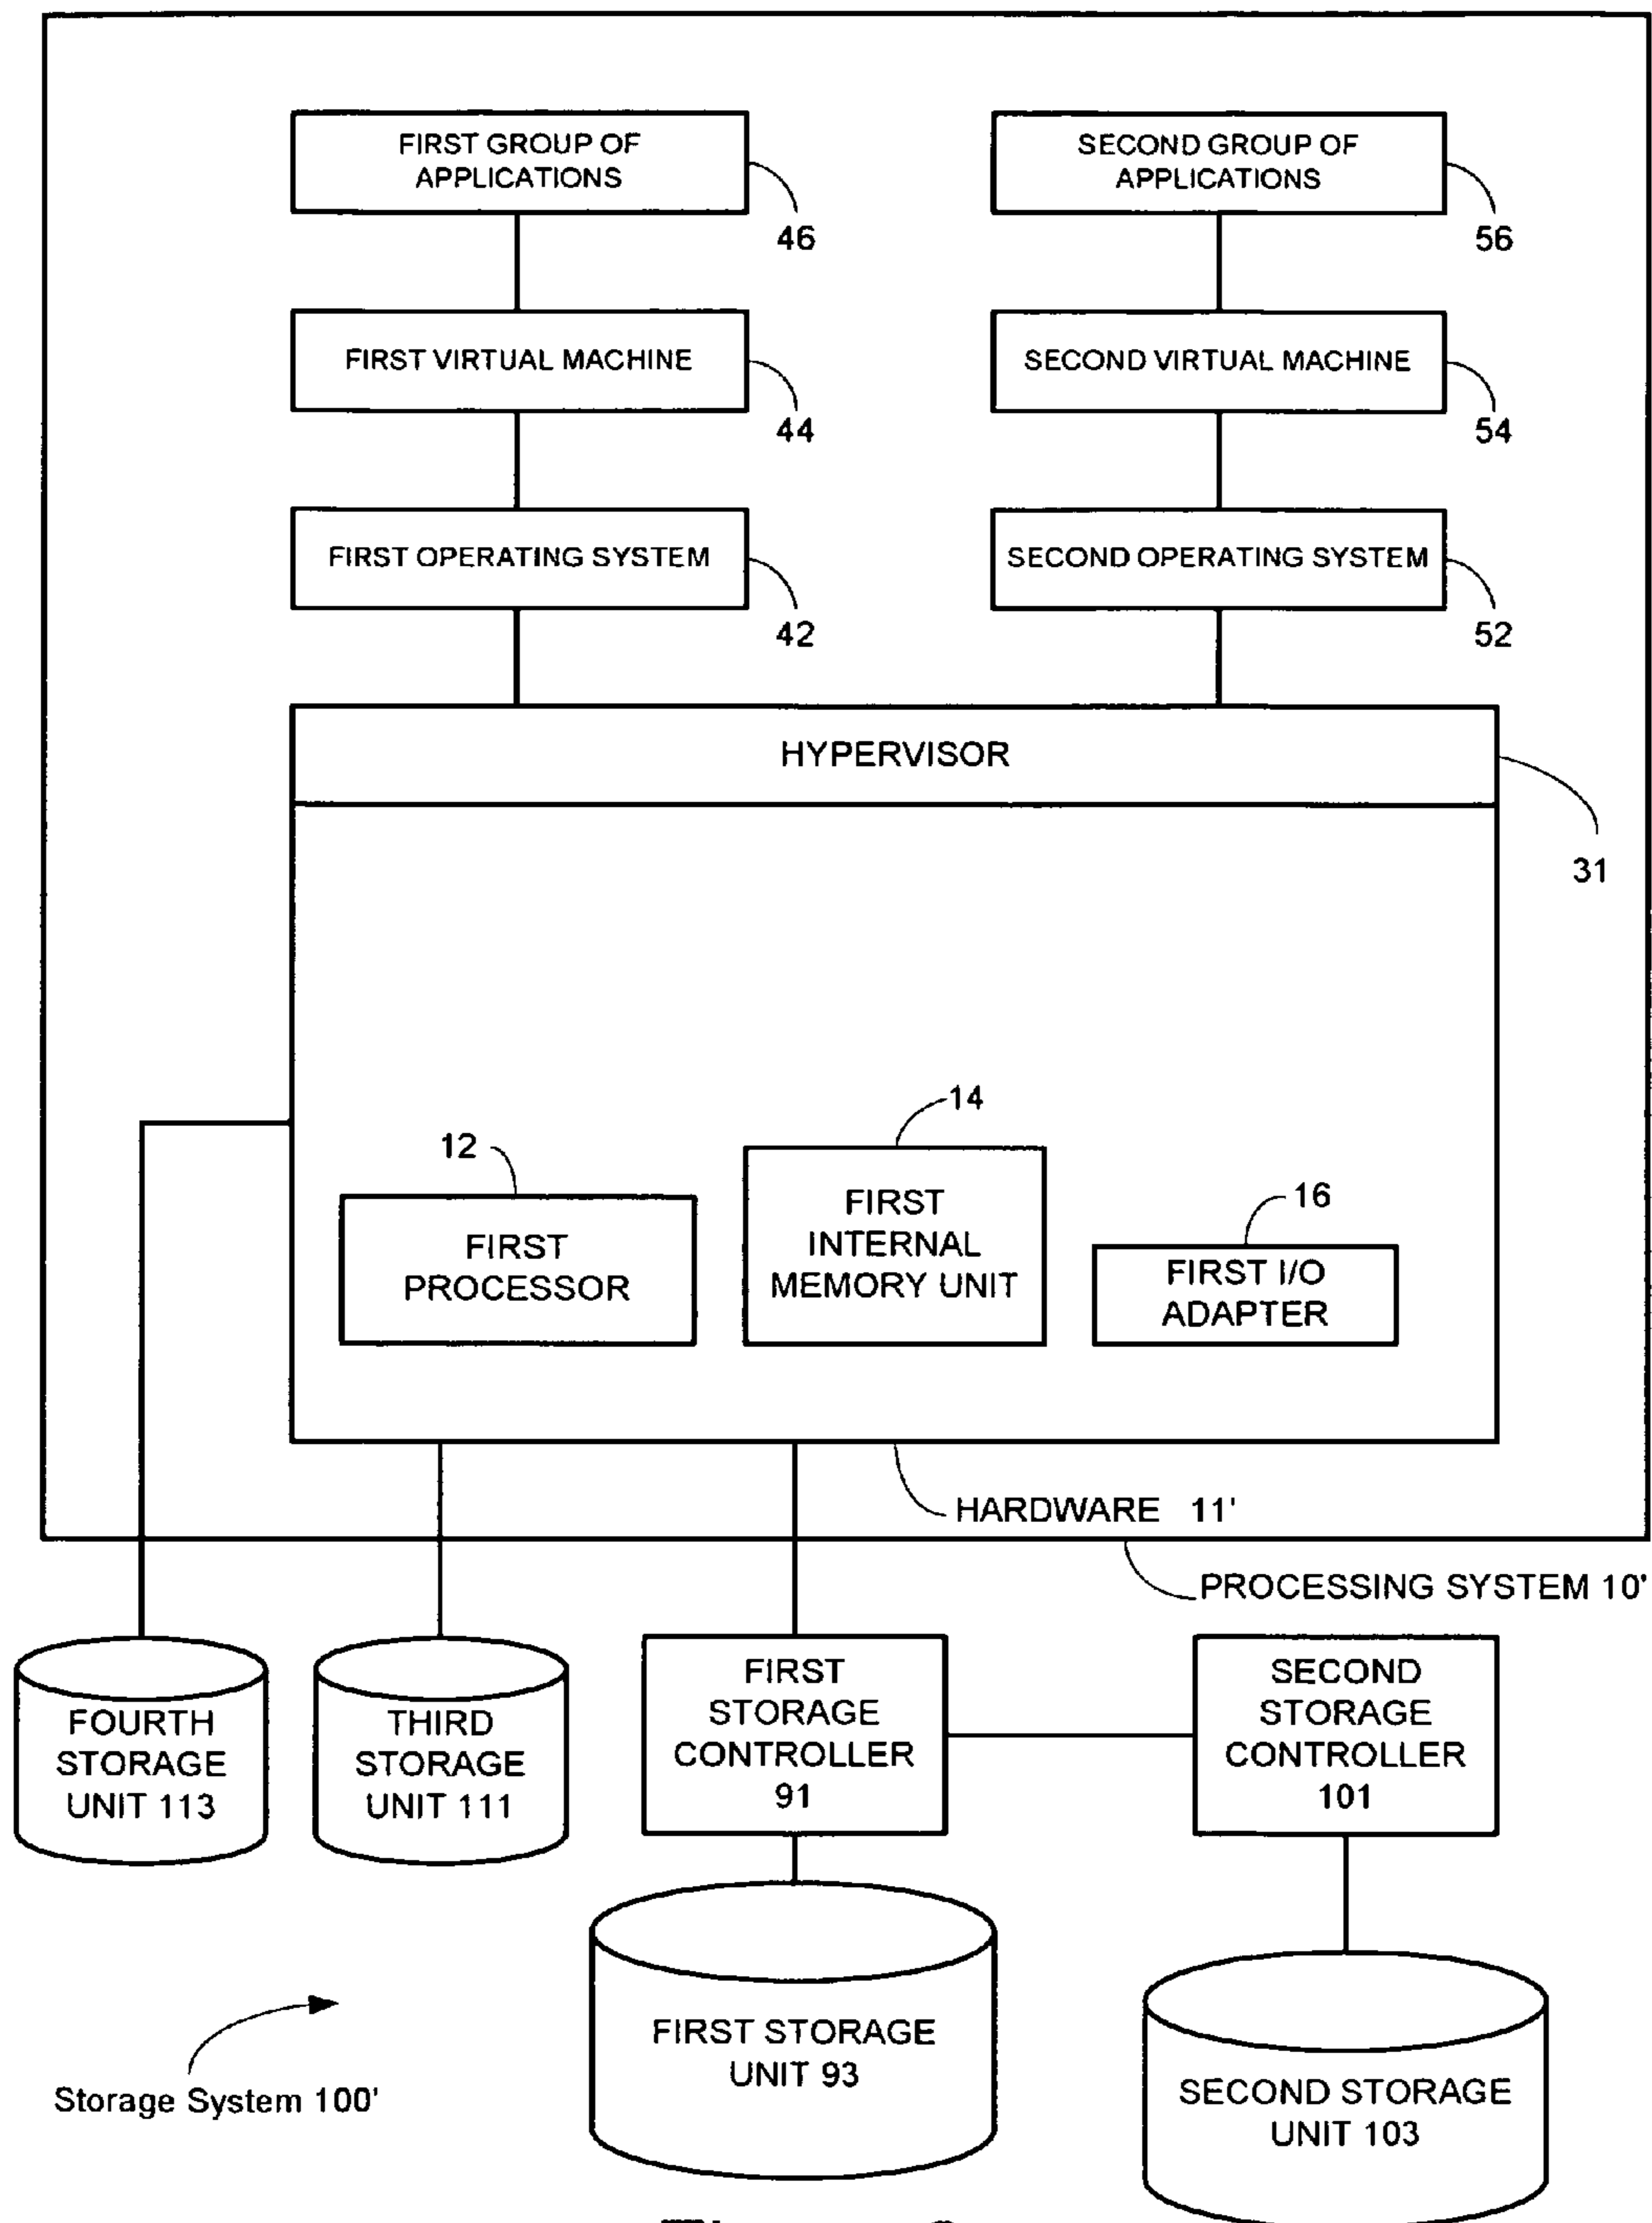 FIRST GROUP OF
APPLICATIONS
46
SECOND GROUP OF
APPLICATIONS
56
FIRST VIRTUAL MACHINE
44
SECOND VIRTUAL MACHINE
54
FIRST OPERATING SYSTEM
42
SECOND OPERATING SYSTEM
52
HYPERVISOR
31
12
FIRST
PROCESSOR
14
FIRST
INTERNAL
MEMORY UNIT
16
FIRST I/O
ADAPTER
HARDWARE 11'
PROCESSING SYSTEM 10'
FOURTH
STORAGE
UNIT 113
THIRD
STORAGE
UNIT 111
FIRST
STORAGE
CONTROLLER
91
SECOND
STORAGE
CONTROLLER
101
FIRST STORAGE
UNIT 93
SECOND STORAGE
UNIT 103
Storage System 100'